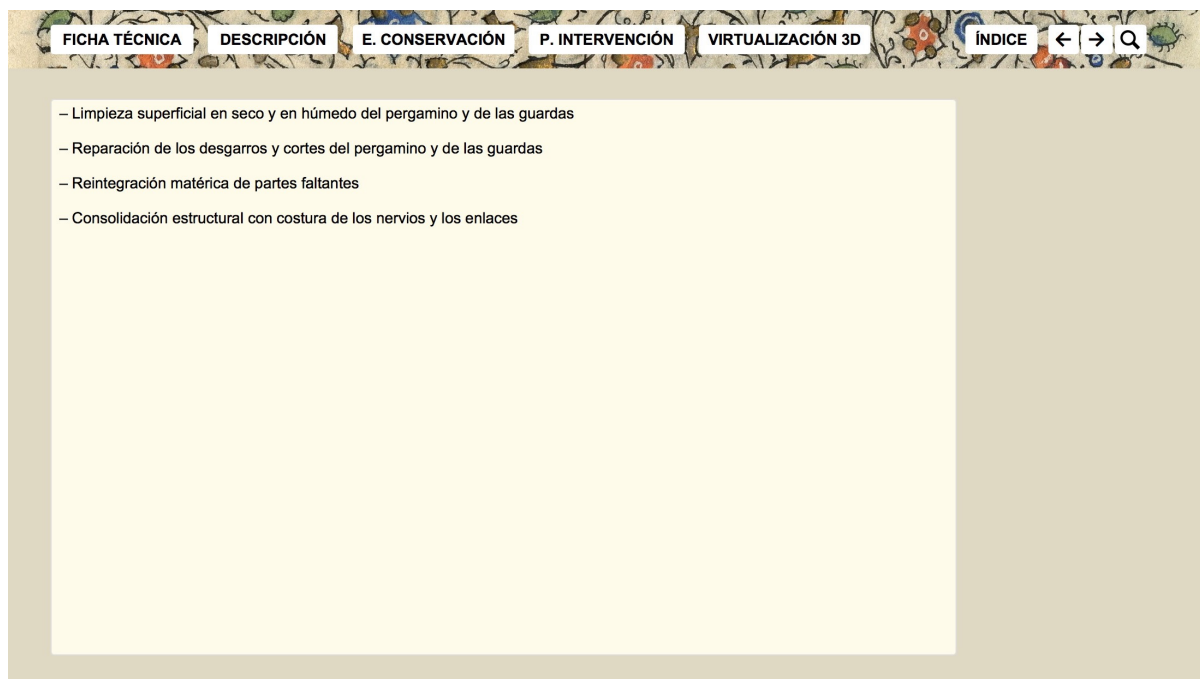 FICHA TÉCNICA DESCRIPCIÓN E. CONSERVACIÓN P. INTERVENCIÓN VIRTUALIZACIÓN 3D ÍNDICE
– Limpieza superficial en seco y en húmedo del pergamino y de las guardas
– Reparación de los desgarros y cortes del pergamino y de las guardas
– Reintegración matérica de partes faltantes
– Consolidación estructural con costura de los nervios y los enlaces